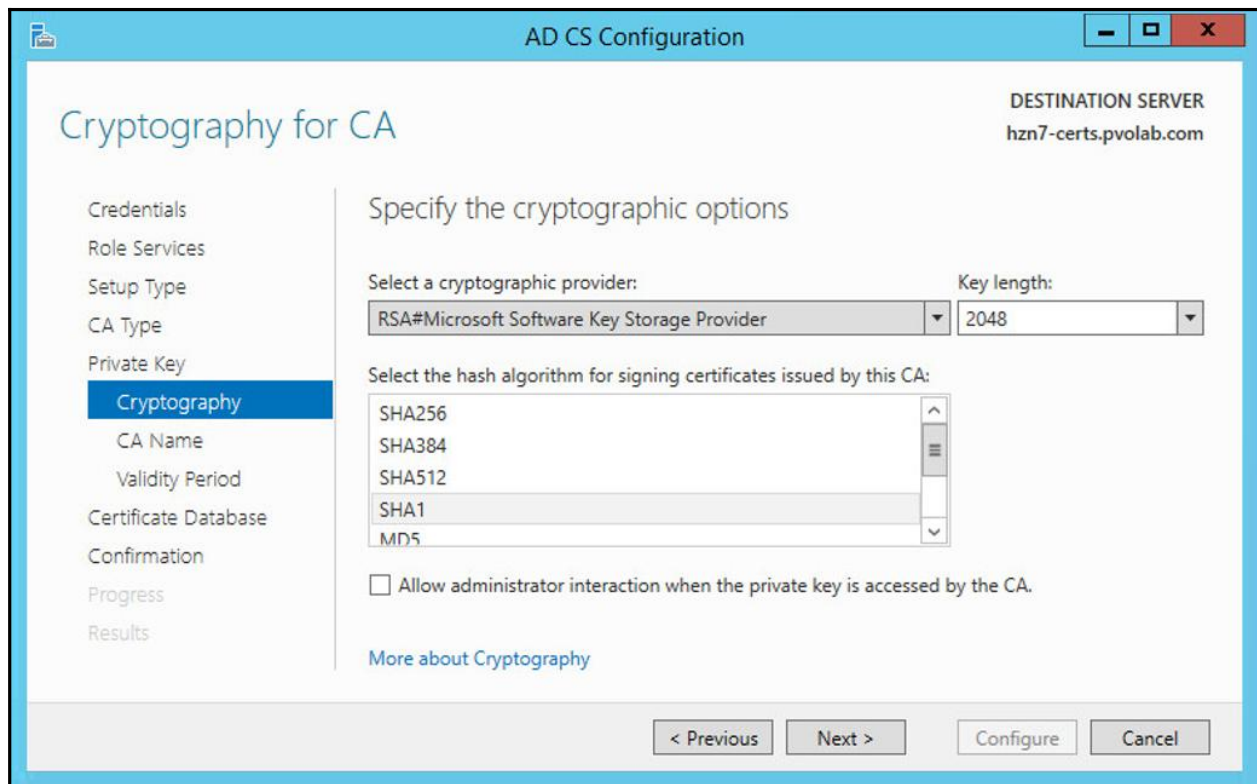 AD CS Configuration
Cryptography for CA
DESTINATION SERVER
hzn7-certs.pvolab.com
Credentials
Role Services
Setup Type
CA Type
Private Key
Cryptography
CA Name
Validity Period
Certificate Database
Confirmation
Progress
Results
Specify the cryptographic options
Select a cryptographic provider:
Key length:
RSA#Microsoft Software Key Storage Provider
2048
Select the hash algorithm for signing certificates issued by this CA:
SHA256
SHA384
SHA512
SHA1
MD5
Allow administrator interaction when the private key is accessed by the CA.
More about Cryptography
< Previous
Next >
Configure
Cancel